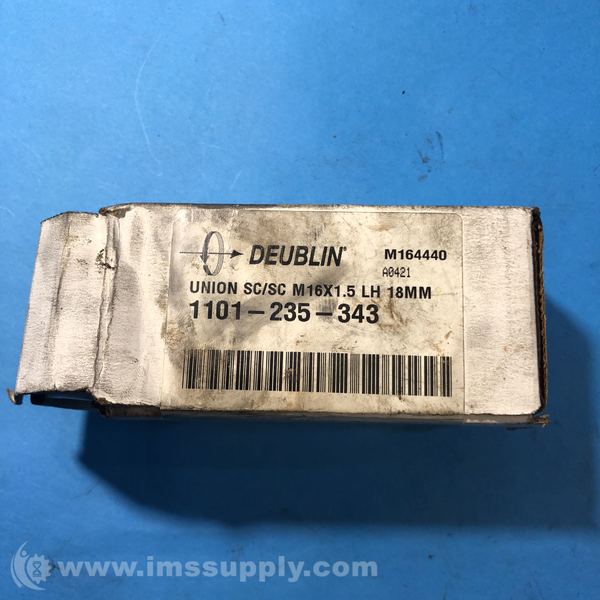 DEUBLIN® M164440
A0421
UNION SC/SC M16X1.5 LH 18MM
1101-235-343
www.imssupply.com